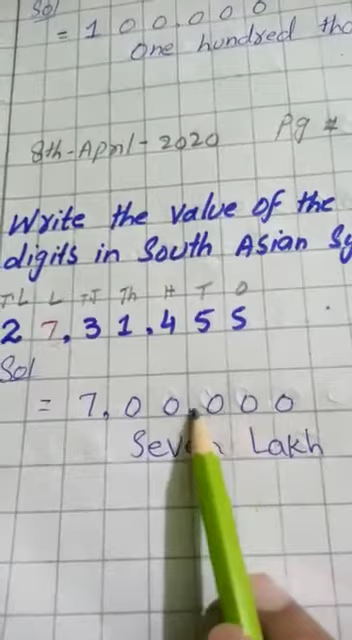 Sol
= 1 0 0.0 0 0
One hundred tho
8th-April-2020 Pg #
Write the value of the
digits in South Asian Sy
T.L L T.T Th H T O
2 7,3 1.4 5 5
Sol
= 7,0 0.0 0 0
Seven Lakh